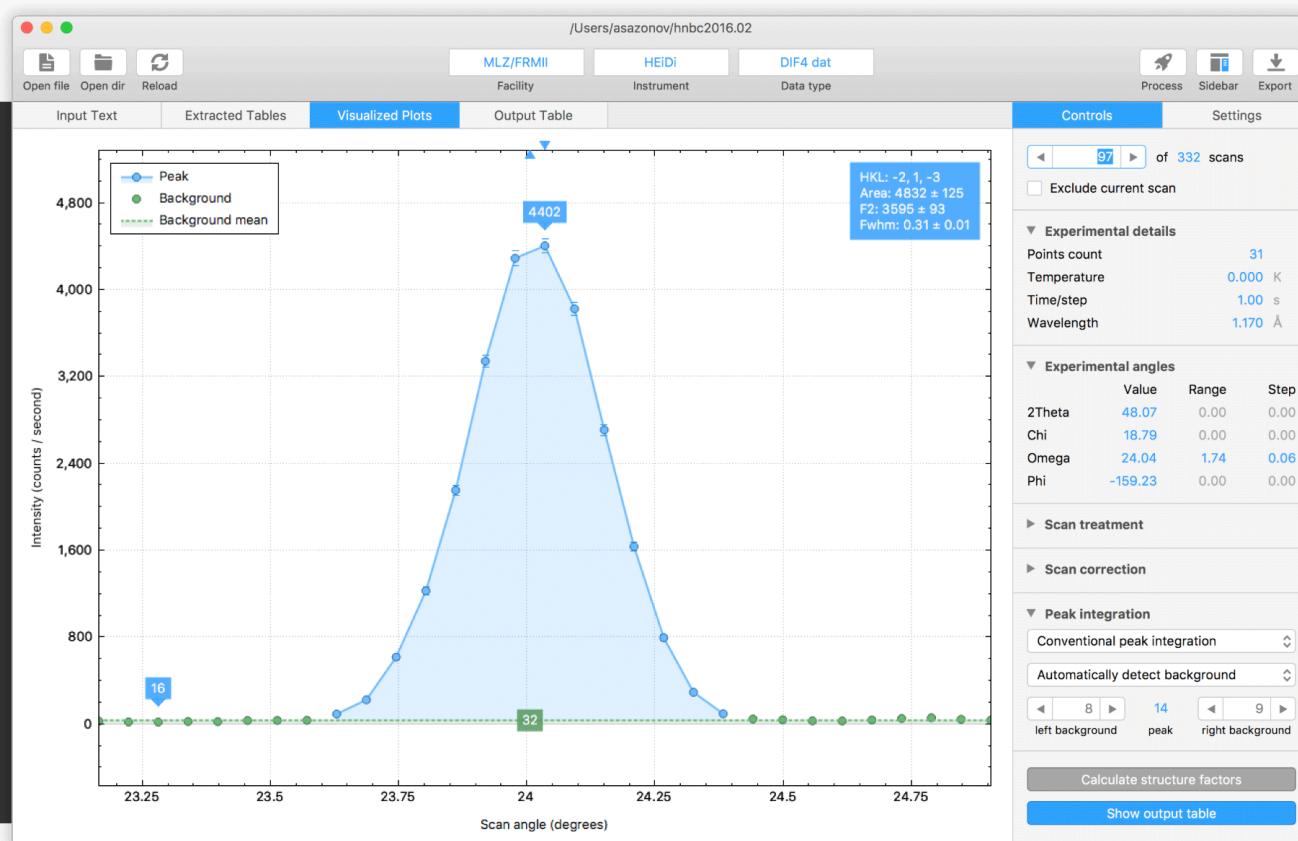 /Users/asazonov/hnbc2016.02
MLZ/FRMII HEiDi DIF4 dat
Open file Open dir Reload Facility Instrument Data type Process Sidebar Export
Input Text Extracted Tables Visualized Plots Output Table Controls Settings
97 of 332 scans
Exclude current scan
Peak
Background
Background mean
HKL: -2, 1, -3
Area: 4832 ± 125
F2: 3595 ± 93
Fwhm: 0.31 ± 0.01
4402
16
32
4,800
4,000
3,200
2,400
1,600
800
0
Intensity (counts / second)
23.25 23.5 23.75 24 24.25 24.5 24.75
Scan angle (degrees)
Experimental details
Points count 31
Temperature 0.000 K
Time/step 1.00 s
Wavelength 1.170 Å
Experimental angles
Value Range Step
2Theta 48.07 0.00 0.00
Chi 18.79 0.00 0.00
Omega 24.04 1.74 0.06
Phi -159.23 0.00 0.00
Scan treatment
Scan correction
Peak integration
Conventional peak integration
Automatically detect background
8 14 9
left background peak right background
Calculate structure factors
Show output table